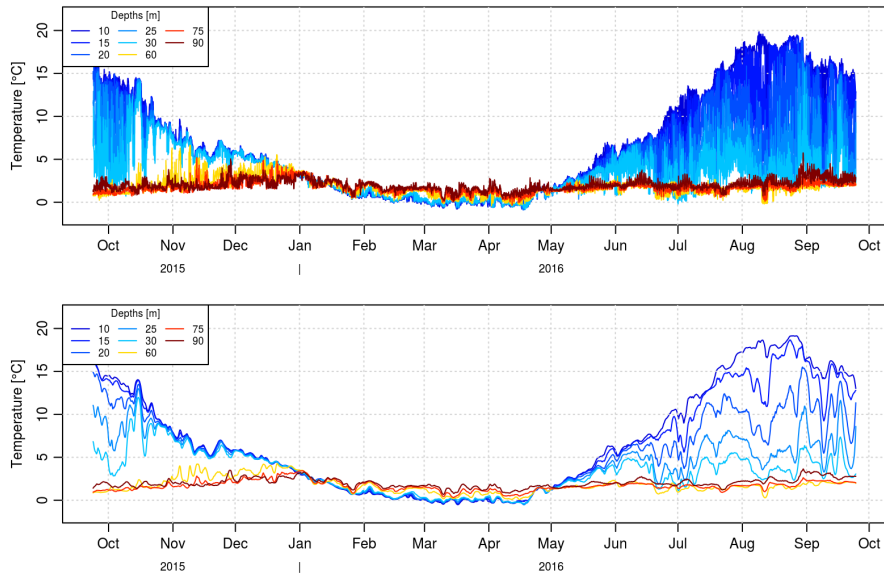 Depths [m]
10 25 75
15 30 90
20 60
Temperature [°C]
20
15
10
5
0
Oct Nov Dec Jan Feb Mar Apr May Jun Jul Aug Sep Oct
2015 | 2016
Depths [m]
10 25 75
15 30 90
20 60
Temperature [°C]
20
15
10
5
0
Oct Nov Dec Jan Feb Mar Apr May Jun Jul Aug Sep Oct
2015 | 2016